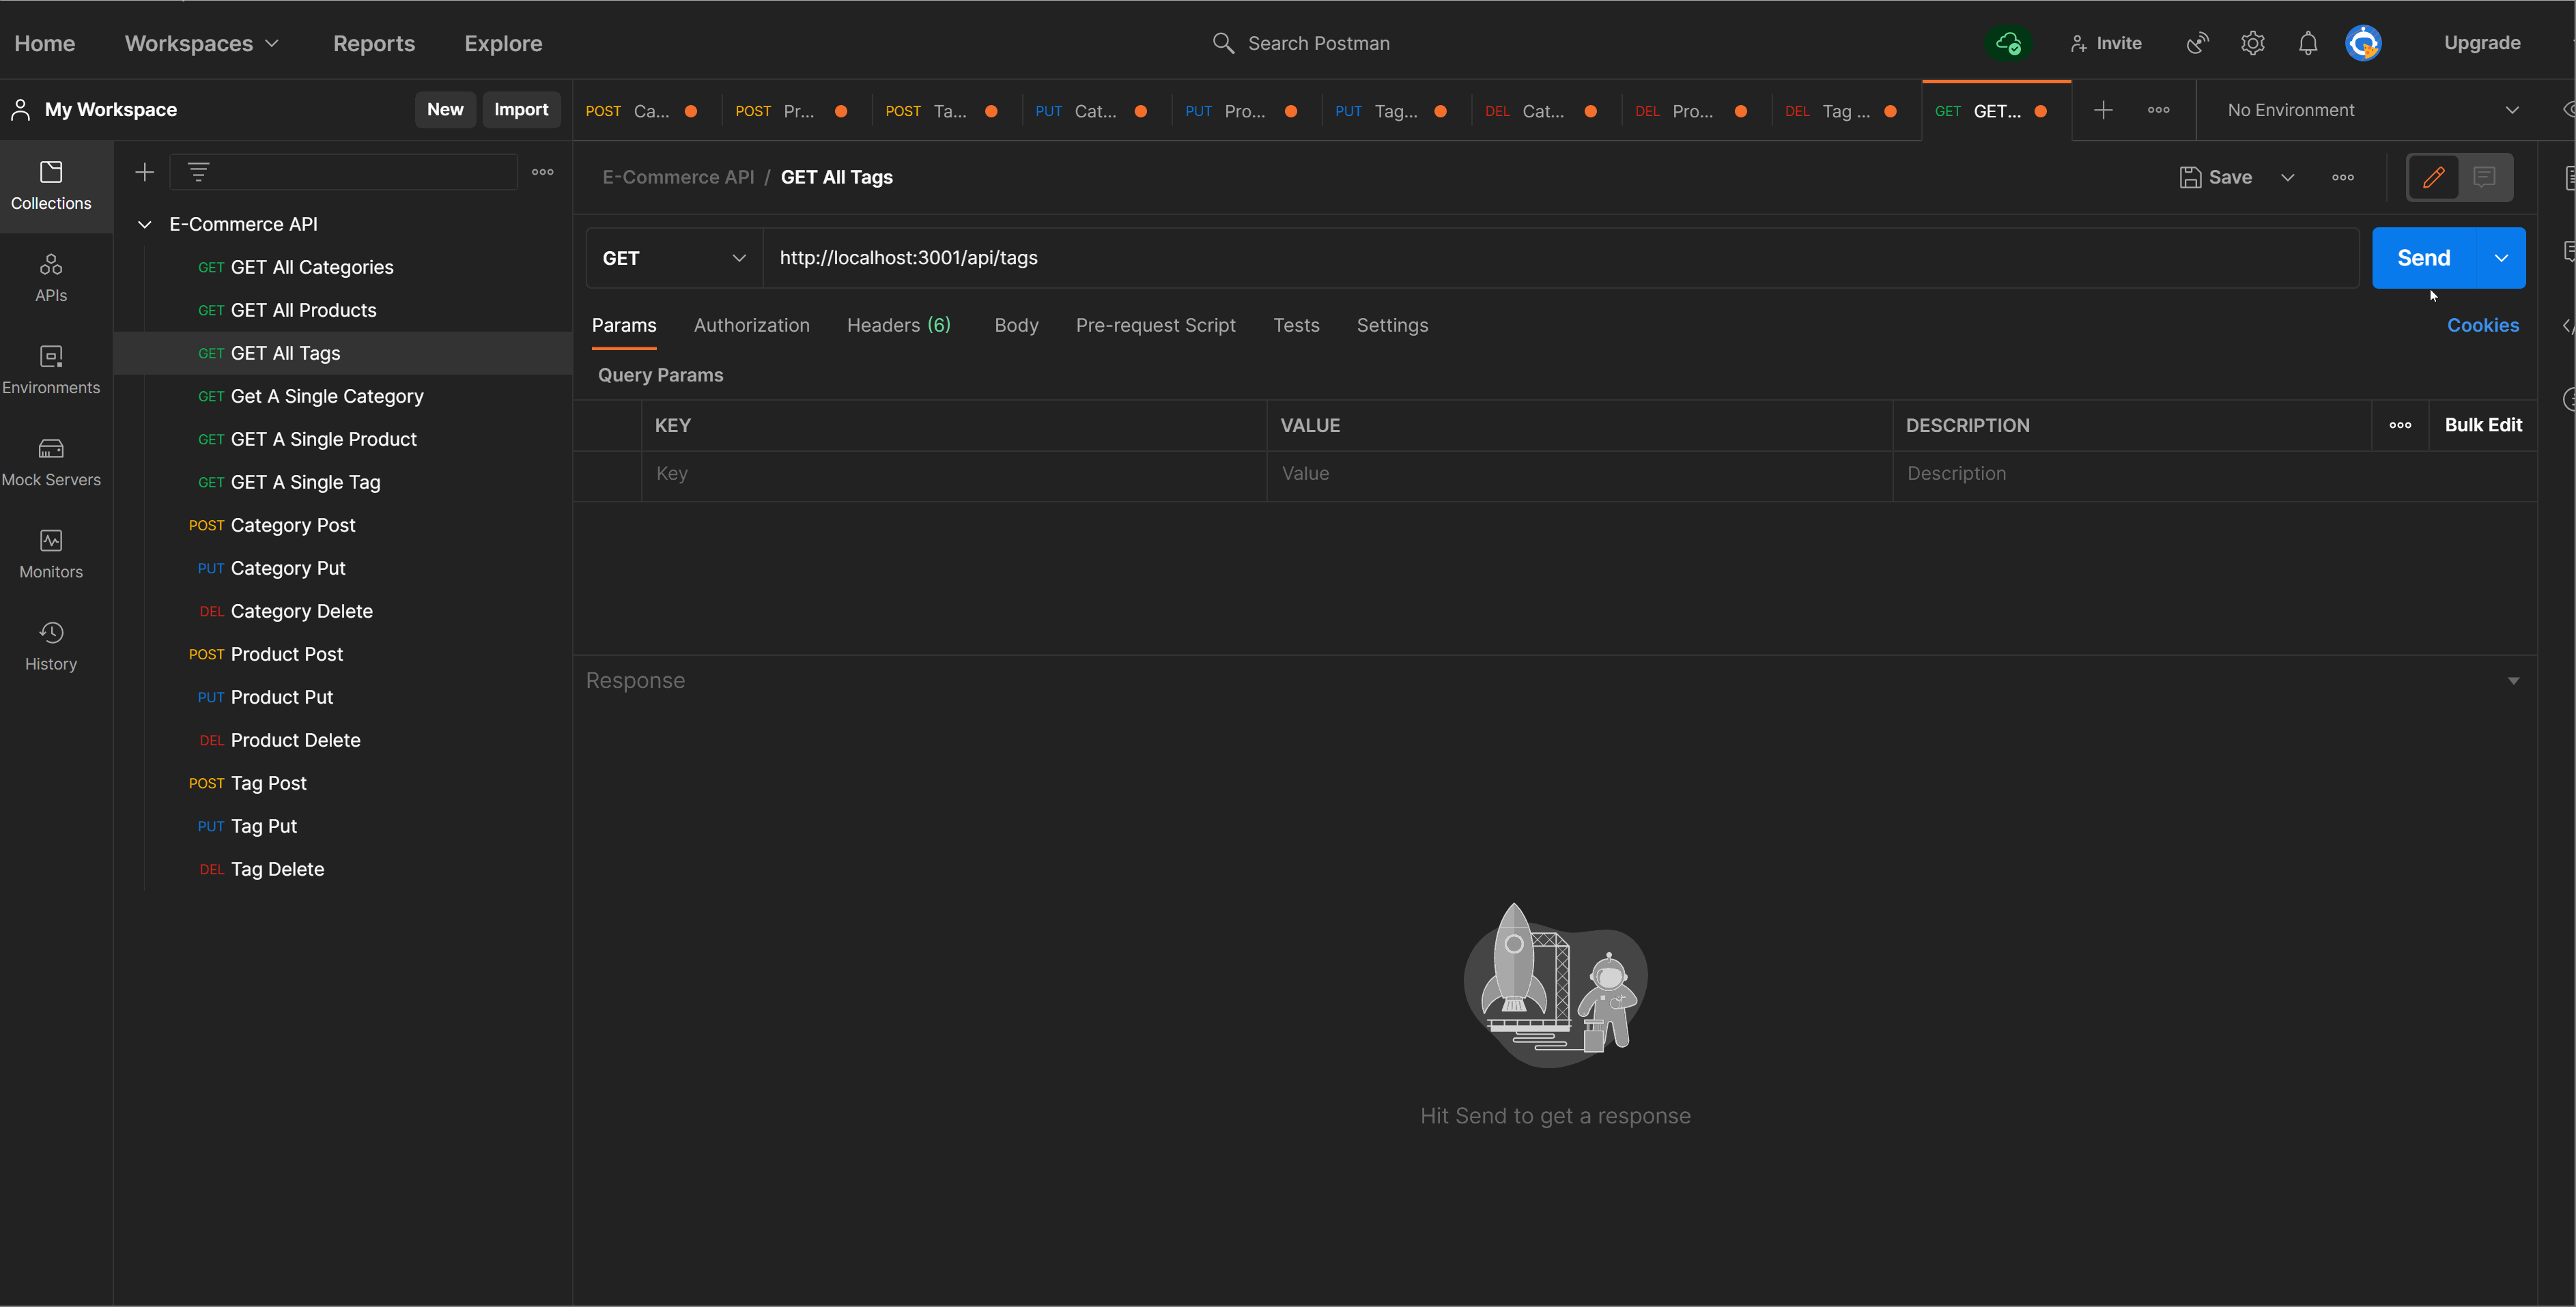 Home Workspaces Reports Explore Search Postman Invite Upgrade
My Workspace New Import
POST Ca... POST Pr... POST Ta... PUT Cat... PUT Pro... PUT Tag... DEL Cat... DEL Pro... DEL Tag ... GET GET... No Environment
Collections
APIs
Environments
Mock Servers
Monitors
History
E-Commerce API
GET GET All Categories
GET GET All Products
GET GET All Tags
GET Get A Single Category
GET GET A Single Product
GET GET A Single Tag
POST Category Post
PUT Category Put
DEL Category Delete
POST Product Post
PUT Product Put
DEL Product Delete
POST Tag Post
PUT Tag Put
DEL Tag Delete
E-Commerce API / GET All Tags Save
GET http://localhost:3001/api/tags Send
Params Authorization Headers (6) Body Pre-request Script Tests Settings Cookies
Query Params
KEY VALUE DESCRIPTION Bulk Edit
Key Value Description
Response
Hit Send to get a response